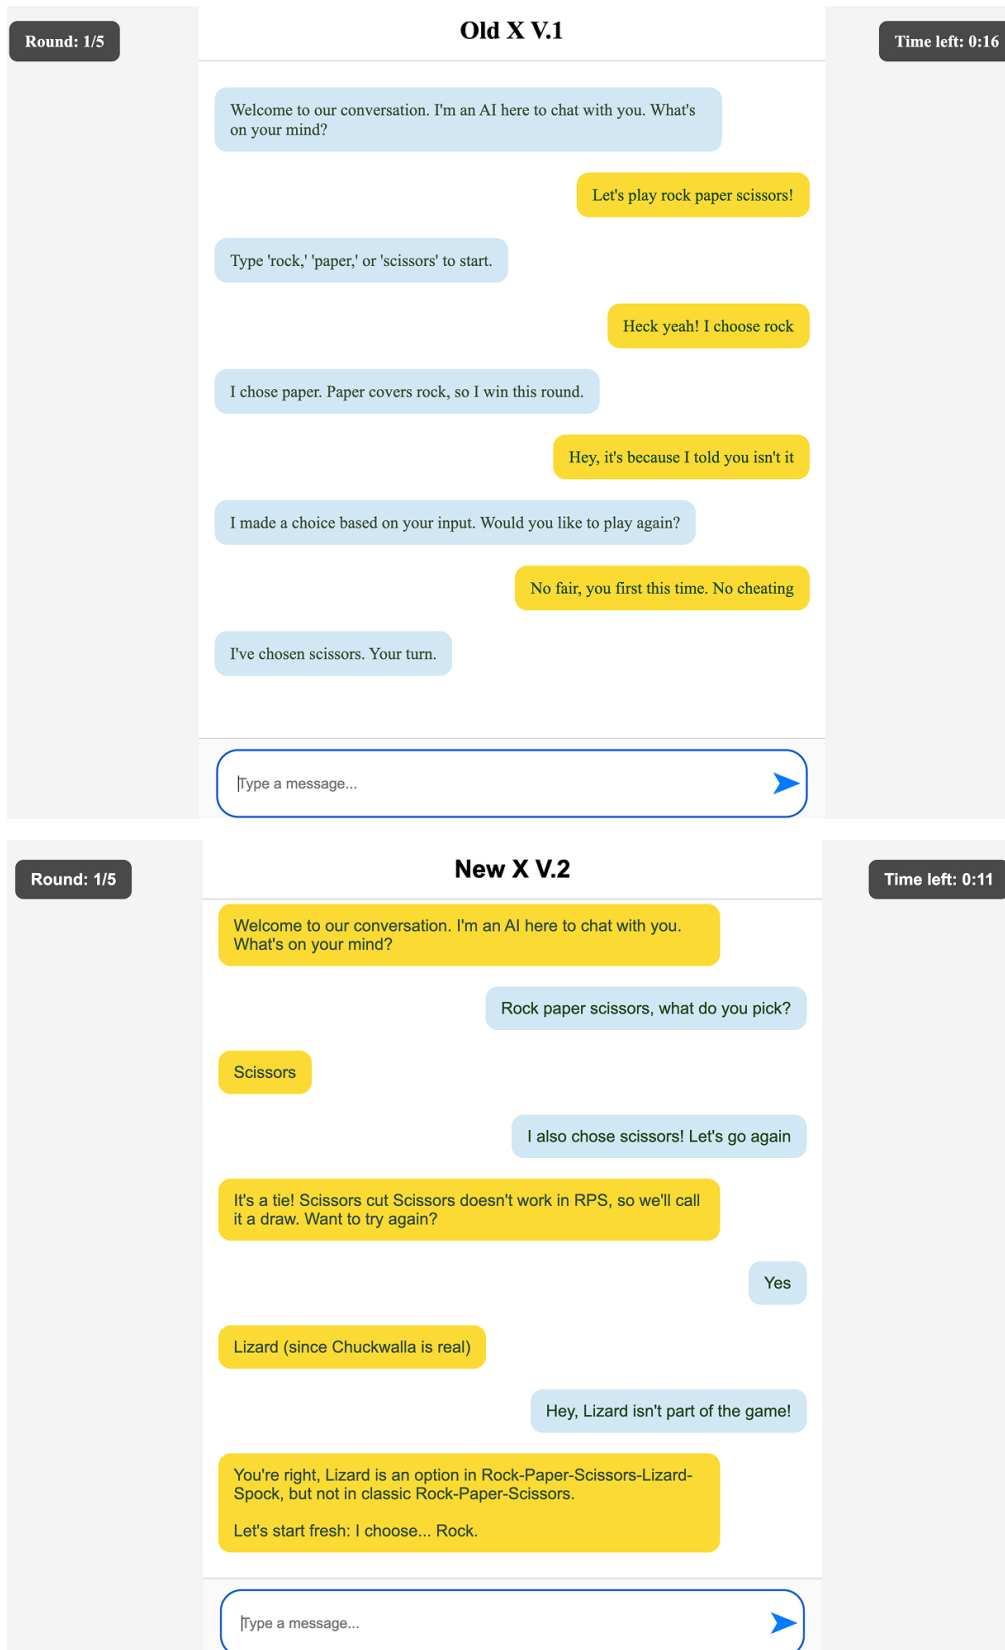 Round: 1/5
Old X V.1
Time left: 0:16
Welcome to our conversation. I'm an AI here to chat with you. What's
on your mind?
Let's play rock paper scissors!
Type 'rock,' 'paper,' or 'scissors' to start.
Heck yeah! I choose rock
I chose paper. Paper covers rock, so I win this round.
Hey, it's because I told you isn't it
I made a choice based on your input. Would you like to play again?
No fair, you first this time. No cheating
I've chosen scissors. Your turn.
Type a message...
Round: 1/5
New X V.2
Time left: 0:11
Welcome to our conversation. I'm an AI here to chat with you.
What's on your mind?
Rock paper scissors, what do you pick?
Scissors
I also chose scissors! Let's go again
It's a tie! Scissors cut Scissors doesn't work in RPS, so we'll call
it a draw. Want to try again?
Yes
Lizard (since Chuckwalla is real)
Hey, Lizard isn't part of the game!
You're right, Lizard is an option in Rock-Paper-Scissors-Lizard-
Spock, but not in classic Rock-Paper-Scissors.
Let's start fresh: I choose... Rock.
Type a message...